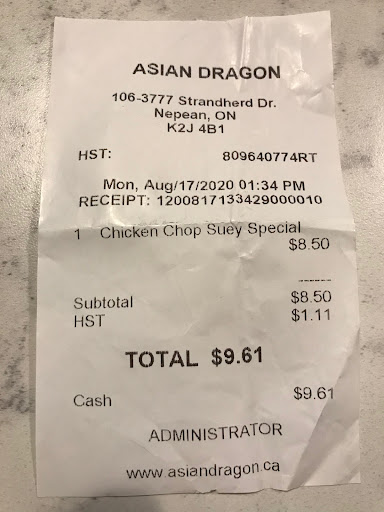 ASIAN DRAGON
106-3777 Strandherd Dr.
Nepean, ON
K2J 4B1
HST: 809640774RT
Mon, Aug/17/2020 01:34 PM
RECEIPT: 1200817133429000010
1 Chicken Chop Suey Special
$8.50
------
Subtotal $8.50
HST $1.11
TOTAL $9.61
Cash $9.61
ADMINISTRATOR
www.asiandragon.ca